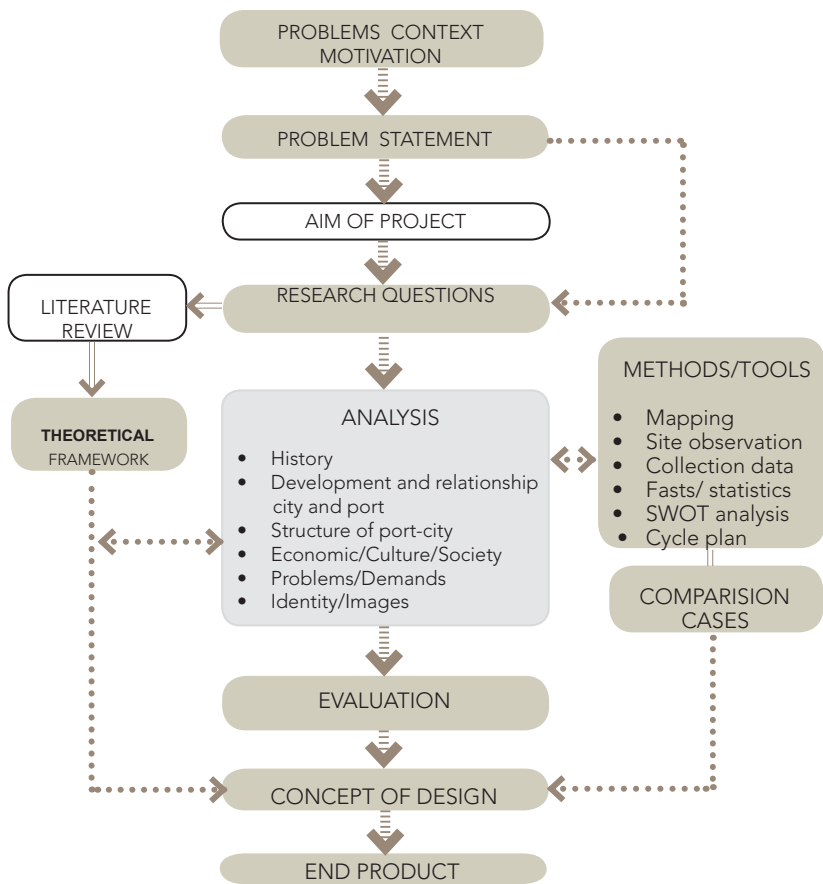 PROBLEMS CONTEXT
MOTIVATION
PROBLEM STATEMENT
AIM OF PROJECT
RESEARCH QUESTIONS
LITERATURE
REVIEW
THEORETICAL
FRAMEWORK
ANALYSIS
• History
• Development and relationship
city and port
• Structure of port-city
• Economic/Culture/Society
• Problems/Demands
• Identity/Images
METHODS/TOOLS
• Mapping
• Site observation
• Collection data
• Fasts/ statistics
• SWOT analysis
• Cycle plan
COMPARISION
CASES
EVALUATION
CONCEPT OF DESIGN
END PRODUCT